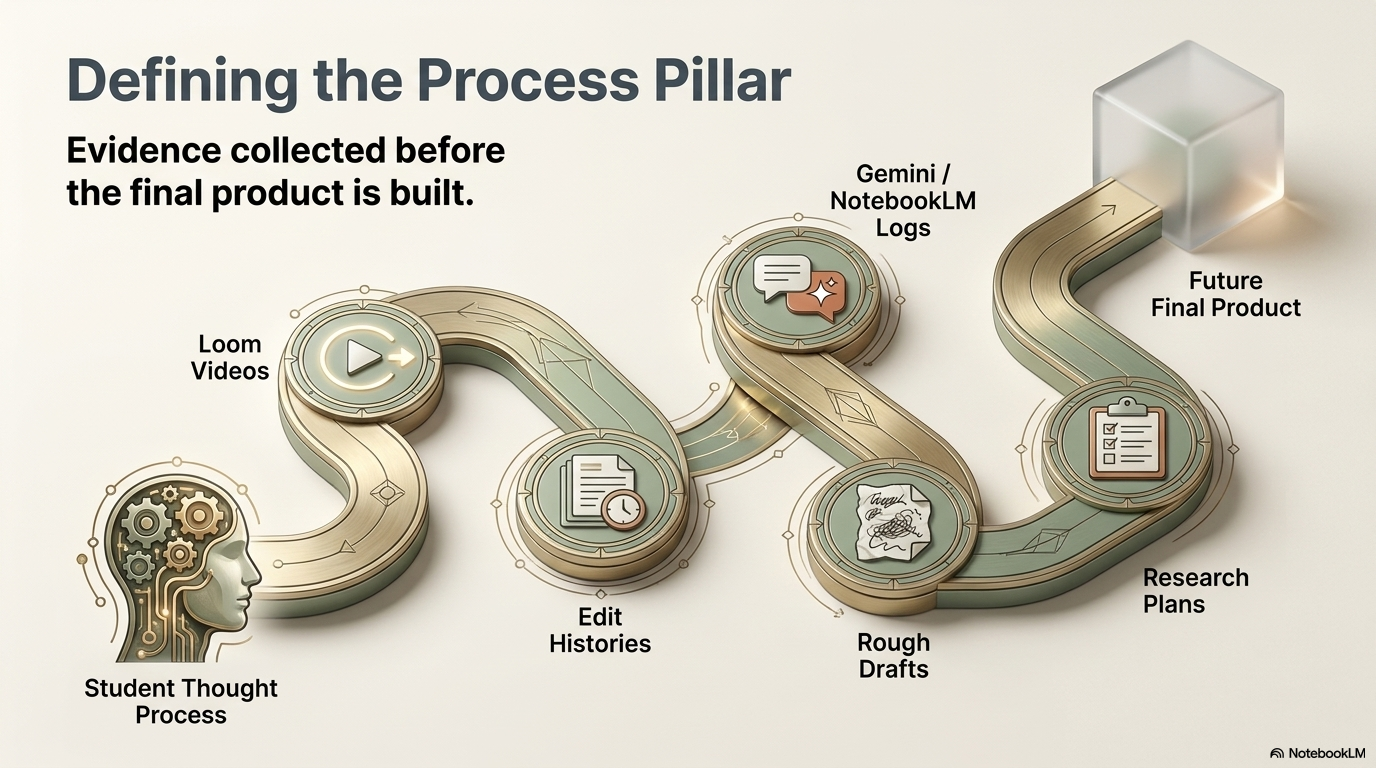 Defining the Process Pillar
Evidence collected before
the final product is built.
Gemini /
NotebookLM
Logs
Future
Final Product
Loom
Videos
Edit
Histories
Rough
Drafts
Research
Plans
Student Thought
Process
NotebookLM